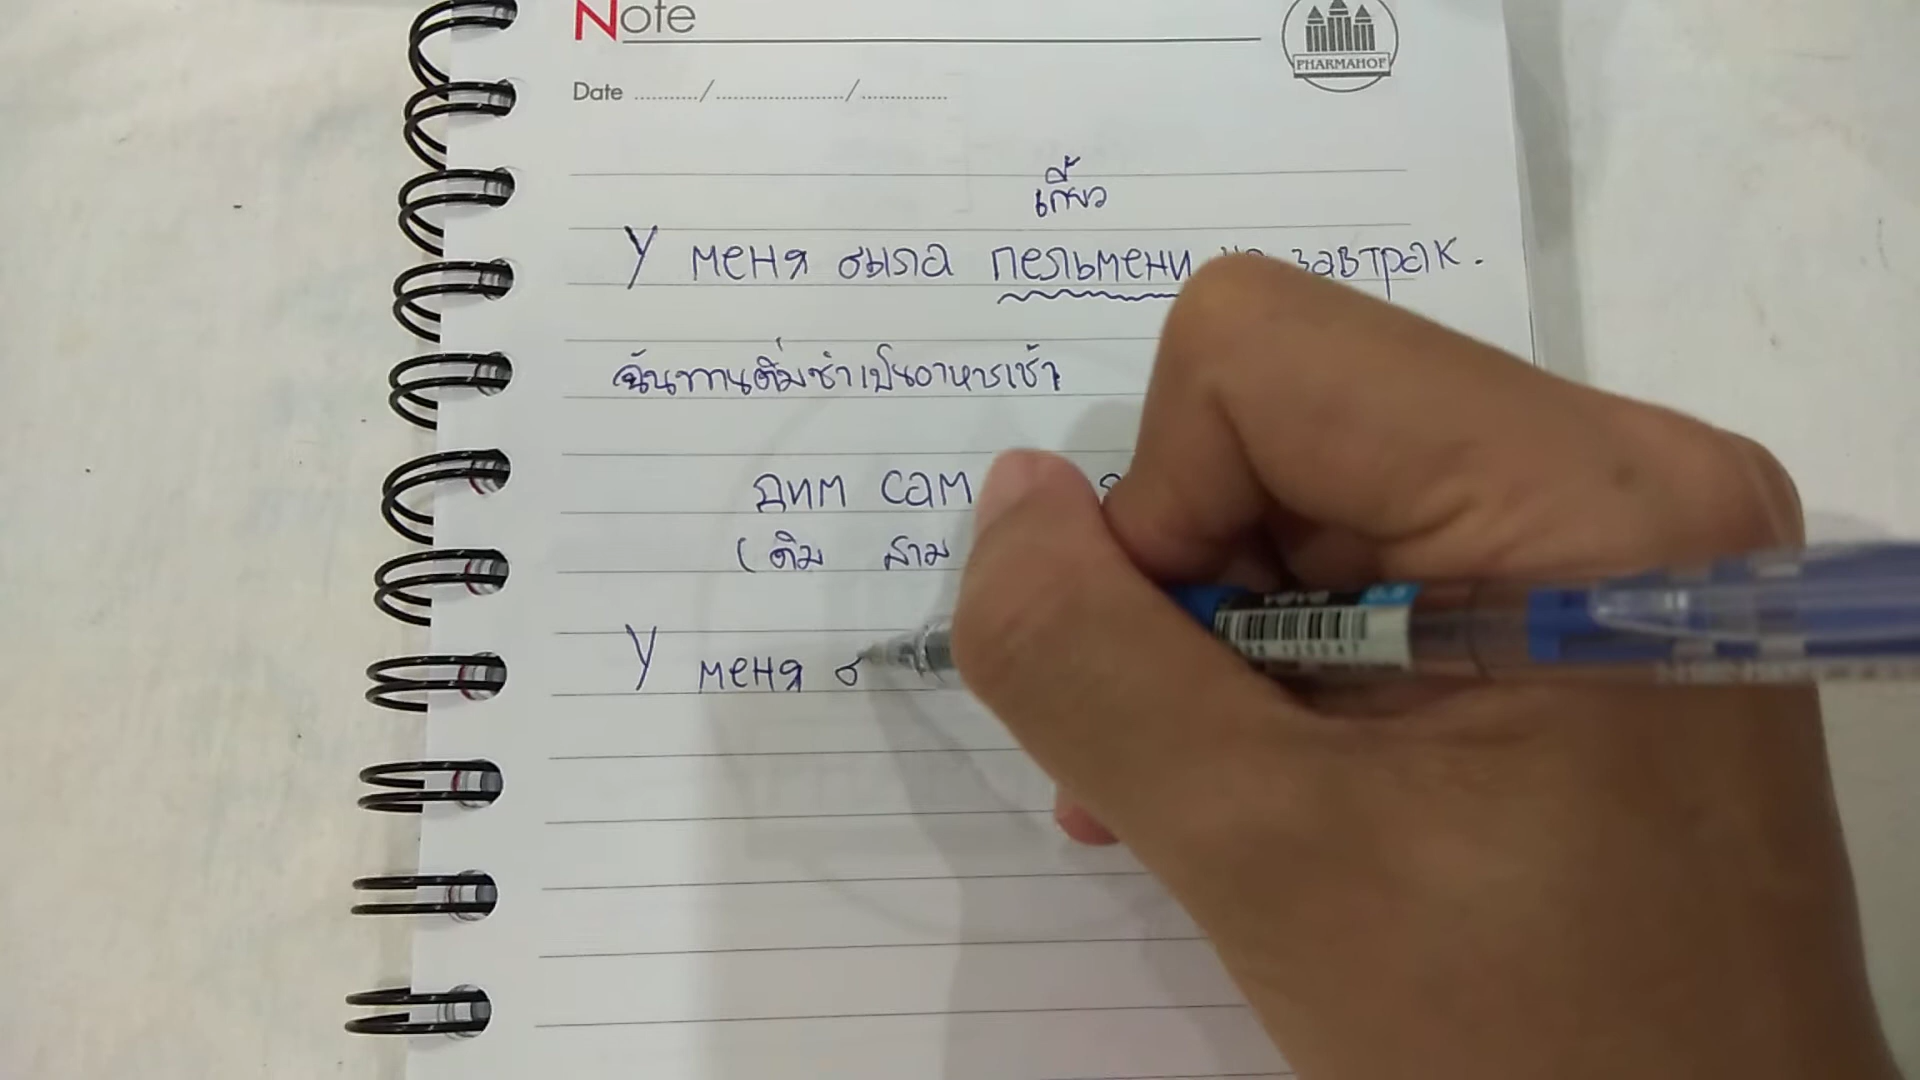 Note
PHARMAHOF
Date ........../..................../.............
เกี๊ยว
У меня была пельмени на завтрак.
ฉันทานติ่มซำเป็นอาหารเช้า
дим сам
(ติม สาม
У меня б